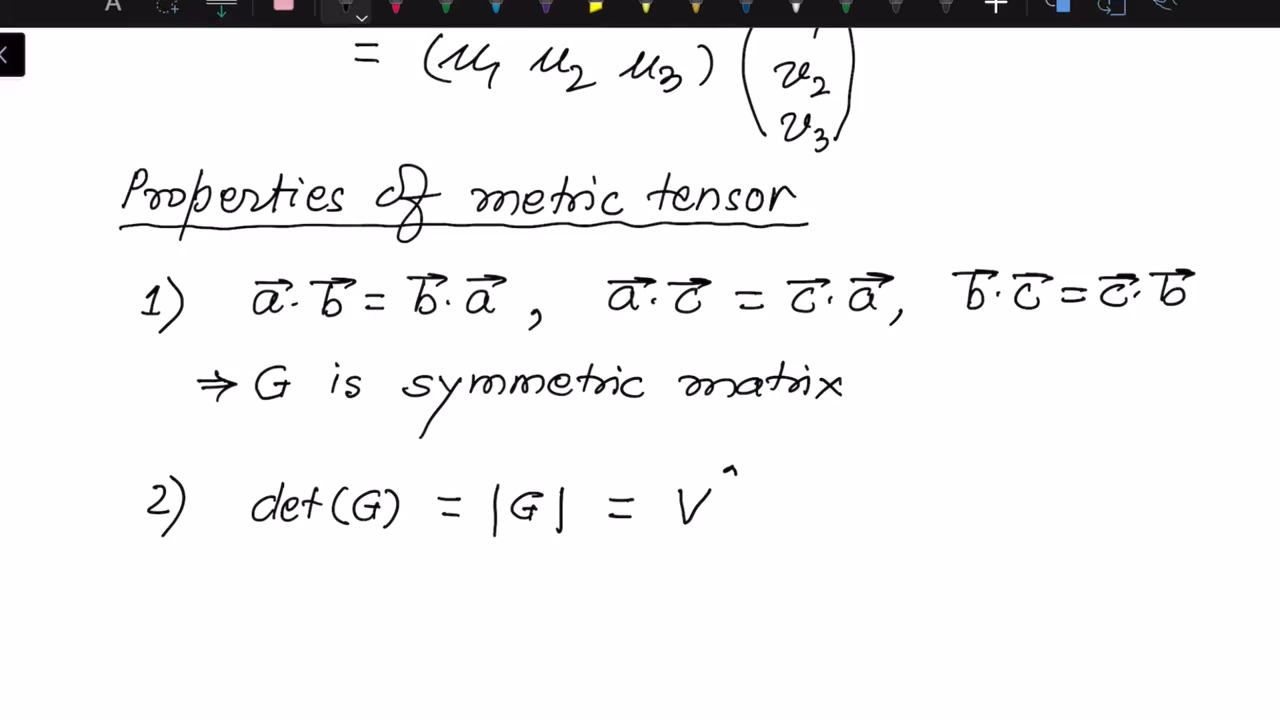 = (u₁ u₂ u₃) (
v₂
v₃
Properties of metric tensor
1) a⃗·b⃗ = b⃗·a⃗, a⃗·c⃗ = c⃗·a⃗, b⃗·c⃗ = c⃗·b⃗
⇒ G is symmetric matrix
2) det(G) = |G| = V